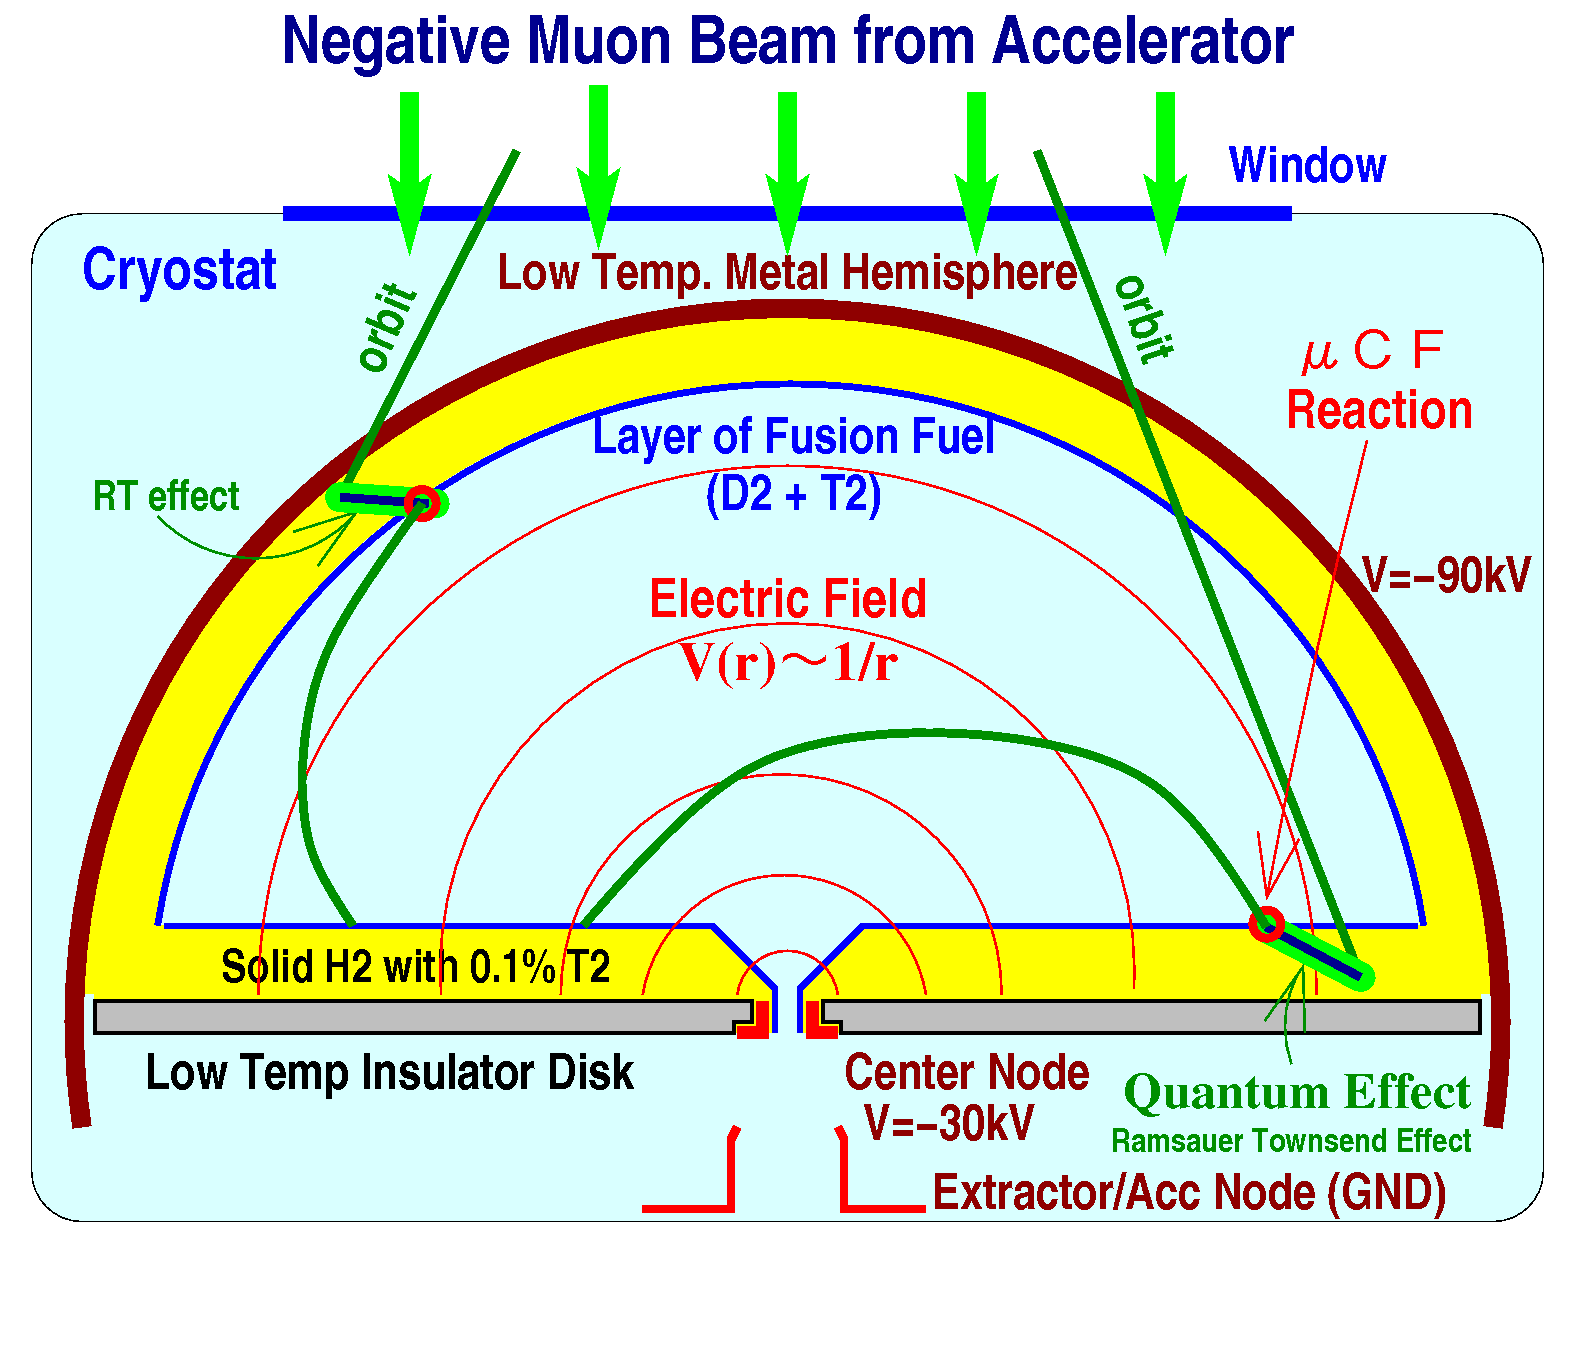 Negative Muon Beam from Accelerator
Window
Cryostat
Low Temp. Metal Hemisphere
orbit
orbit
μ C F
Reaction
Layer of Fusion Fuel
(D2 + T2)
RT effect
V=−90kV
Electric Field
V(r)〜1/r
Solid H2 with 0.1% T2
Low Temp Insulator Disk
Center Node
V=−30kV
Quantum Effect
Ramsauer Townsend Effect
Extractor/Acc Node (GND)